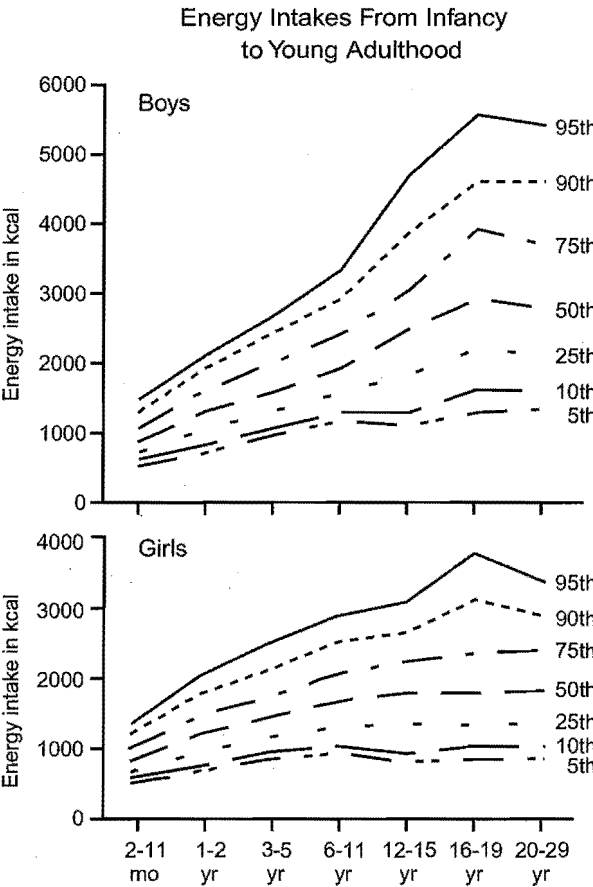 Energy Intakes From Infancy
to Young Adulthood
Boys
Energy intake in kcal
6000
5000
4000
3000
2000
1000
0
95th
90th
75th
50th
25th
10th
5th
Girls
Energy intake in kcal
4000
3000
2000
1000
0
95th
90th
75th
50th
25th
10th
5th
2-11 1-2 3-5 6-11 12-15 16-19 20-29
mo yr yr yr yr yr yr